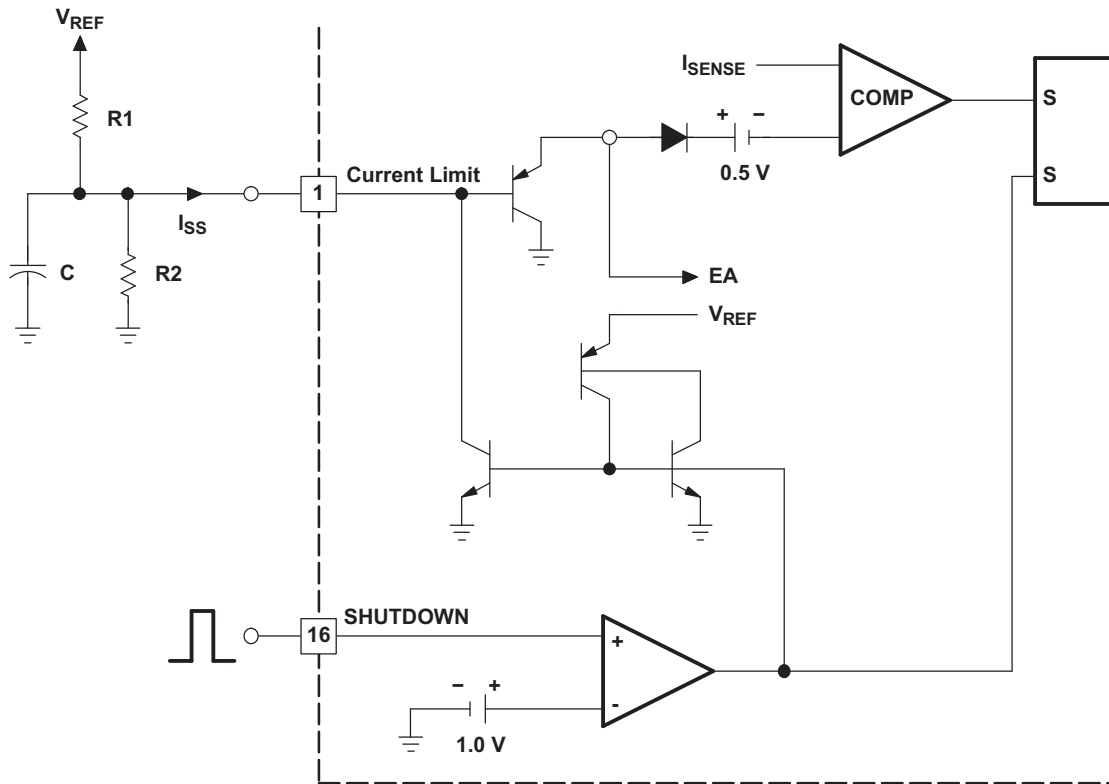 VREF
R1
ISENSE
COMP
S
+ −
0.5 V
1
Current Limit
S
ISS
C
R2
EA
VREF
16
SHUTDOWN
+
− +
-
1.0 V